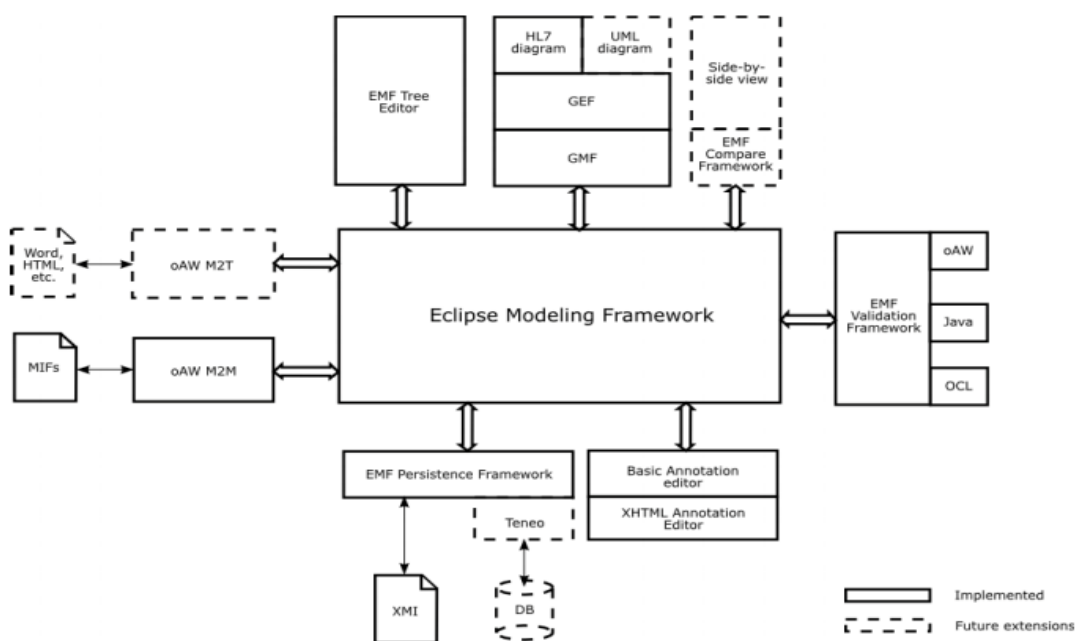 HL7
diagram
UML
diagram
Side-by-
side view
EMF Tree
Editor
GEF
GMF
EMF
Compare
Framework
Word,
HTML,
etc.
oAW M2T
Eclipse Modeling Framework
EMF
Validation
Framework
oAW
Java
OCL
MIFs
oAW M2M
EMF Persistence Framework
Teneo
Basic Annotation
editor
XHTML Annotation
Editor
XMI
DB
Implemented
Future extensions